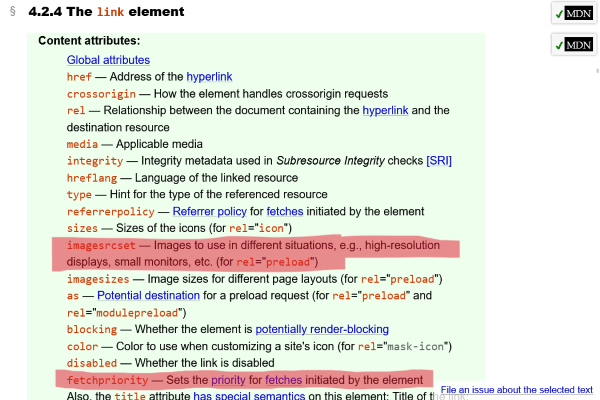 § 4.2.4 The link element
✓ MDN
✓ MDN
Content attributes:
Global attributes
href — Address of the hyperlink
crossorigin — How the element handles crossorigin requests
rel — Relationship between the document containing the hyperlink and the
destination resource
media — Applicable media
integrity — Integrity metadata used in Subresource Integrity checks [SRI]
hreflang — Language of the linked resource
type — Hint for the type of the referenced resource
referrerpolicy — Referrer policy for fetches initiated by the element
sizes — Sizes of the icons (for rel="icon")
imagesrcset — Images to use in different situations, e.g., high-resolution
displays, small monitors, etc. (for rel="preload")
imagesizes — Image sizes for different page layouts (for rel="preload")
as — Potential destination for a preload request (for rel="preload" and
rel="modulepreload")
blocking — Whether the element is potentially render-blocking
color — Color to use when customizing a site's icon (for rel="mask-icon")
disabled — Whether the link is disabled
fetchpriority — Sets the priority for fetches initiated by the element
File an issue about the selected text
Also, the title attribute has special semantics on this element: Title of the link;